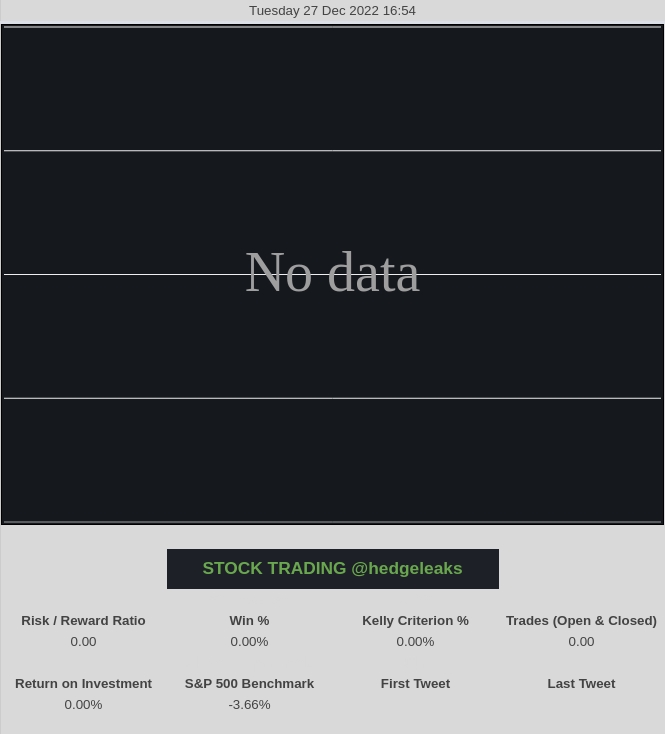 Tuesday 27 Dec 2022 16:54
No data
STOCK TRADING @hedgeleaks
Risk / Reward Ratio Win % Kelly Criterion % Trades (Open & Closed)
0.00 0.00% 0.00% 0.00
Return on Investment S&P 500 Benchmark First Tweet Last Tweet
0.00% -3.66%